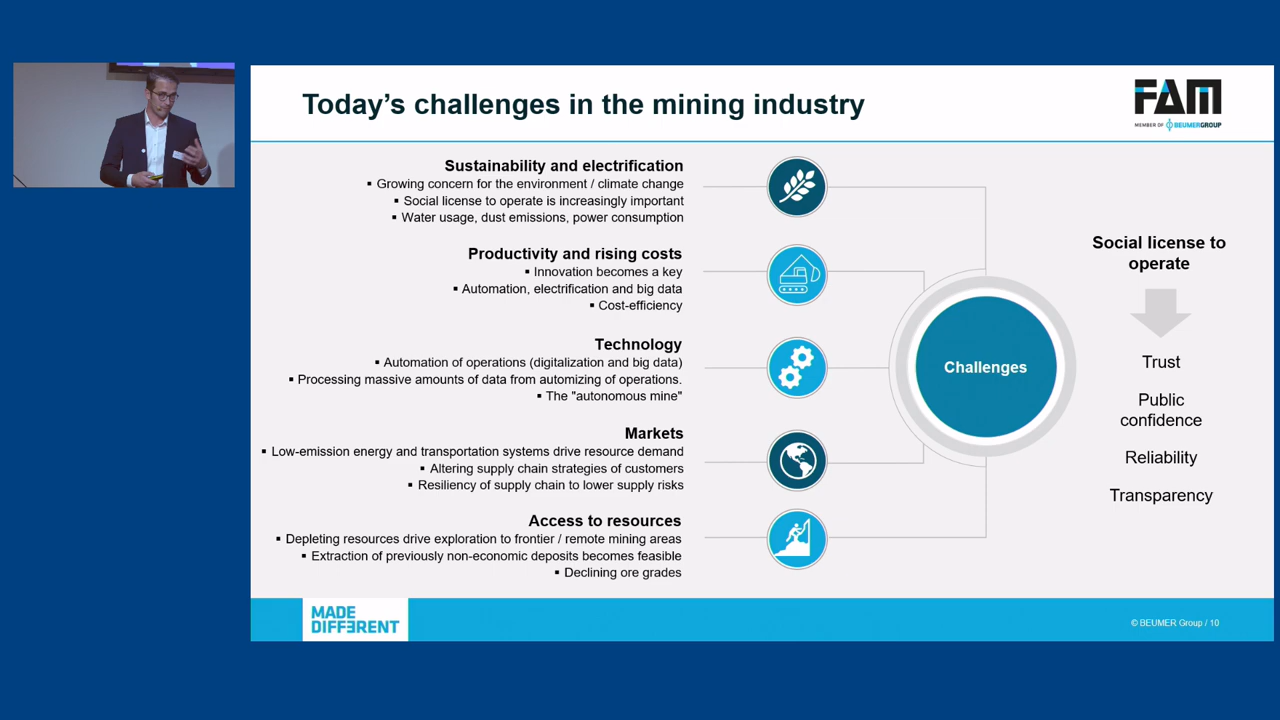 Today's challenges in the mining industry
FAM
MEMBER OF BEUMERGROUP
Sustainability and electrification
▪ Growing concern for the environment / climate change
▪ Social license to operate is increasingly important
▪ Water usage, dust emissions, power consumption
Productivity and rising costs
▪ Innovation becomes a key
▪ Automation, electrification and big data
▪ Cost-efficiency
Technology
▪ Automation of operations (digitalization and big data)
▪ Processing massive amounts of data from automizing of operations.
▪ The "autonomous mine"
Markets
▪ Low-emission energy and transportation systems drive resource demand
▪ Altering supply chain strategies of customers
▪ Resiliency of supply chain to lower supply risks
Access to resources
▪ Depleting resources drive exploration to frontier / remote mining areas
▪ Extraction of previously non-economic deposits becomes feasible
▪ Declining ore grades
Challenges
Social license to
operate
Trust
Public
confidence
Reliability
Transparency
MADE
DIFFERENT
© BEUMER Group / 10